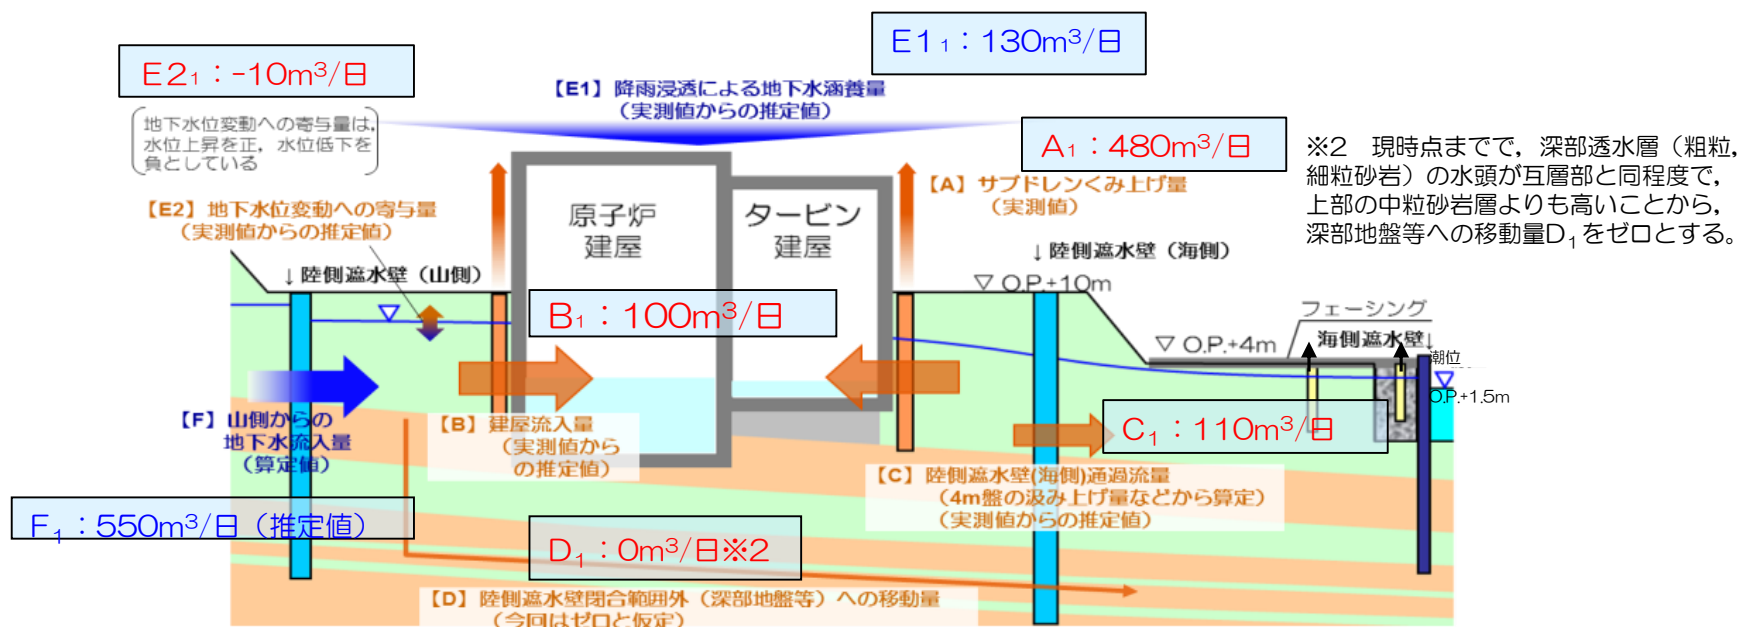 E1₁：130m³/日
E2₁：-10m³/日
【E1】降雨浸透による地下水涵養量
（実測値からの推定値）
地下水位変動への寄与量は，
水位上昇を正，水位低下を
負としている
A₁：480m³/日
※2　現時点までで，深部透水層（粗粒，
細粒砂岩）の水頭が互層部と同程度で，
上部の中粒砂岩層よりも高いことから，
深部地盤等への移動量D₁をゼロとする。
【A】サブドレンくみ上げ量
（実測値）
【E2】地下水位変動への寄与量
（実測値からの推定値）
原子炉
建屋
タービン
建屋
↓陸側遮水壁（山側）
↓陸側遮水壁（海側）
▽ O.P.+10m
B₁：100m³/日
フェーシング
海側遮水壁↓
▽ O.P.+4m
潮位
O.P.+1.5m
【F】山側からの
地下水流入量
（算定値）
【B】建屋流入量
（実測値から
の推定値）
C₁：110m³/日
【C】陸側遮水壁(海側)通過流量
（4m盤の汲み上げ量などから算定）
（実測値からの推定値）
F₁：550m³/日（推定値）
D₁：0m³/日※2
【D】陸側遮水壁閉合範囲外（深部地盤等）への移動量
（今回はゼロと仮定）